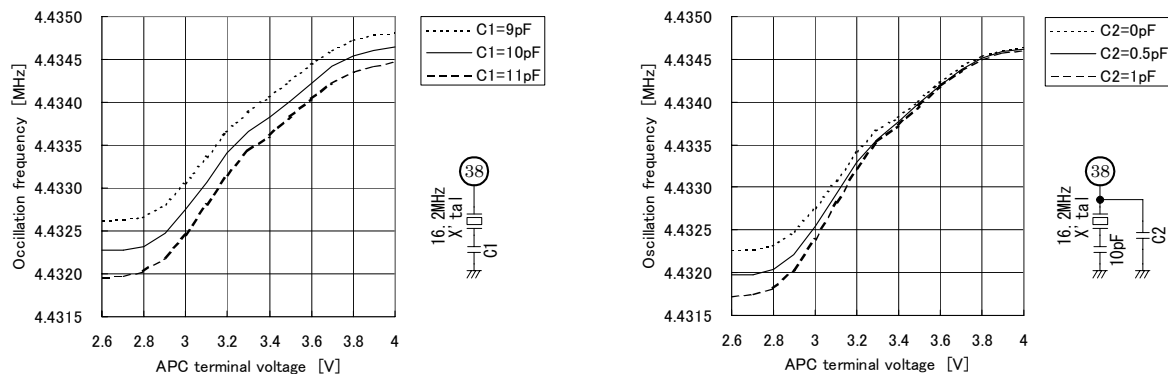 4.4350
4.4345
4.4340
4.4335
4.4330
4.4325
4.4320
4.4315
Occillation frequency [MHz]
2.6 2.8 3 3.2 3.4 3.6 3.8 4
APC terminal voltage [V]
C1=9pF
C1=10pF
C1=11pF
38
16.2MHz
X'tal
C1
4.4350
4.4345
4.4340
4.4335
4.4330
4.4325
4.4320
4.4315
Oscillation frequency [MHz]
2.6 2.8 3 3.2 3.4 3.6 3.8 4
APC terminal voltage [V]
C2=0pF
C2=0.5pF
C2=1pF
38
16.2MHz
X'tal
10pF
C2